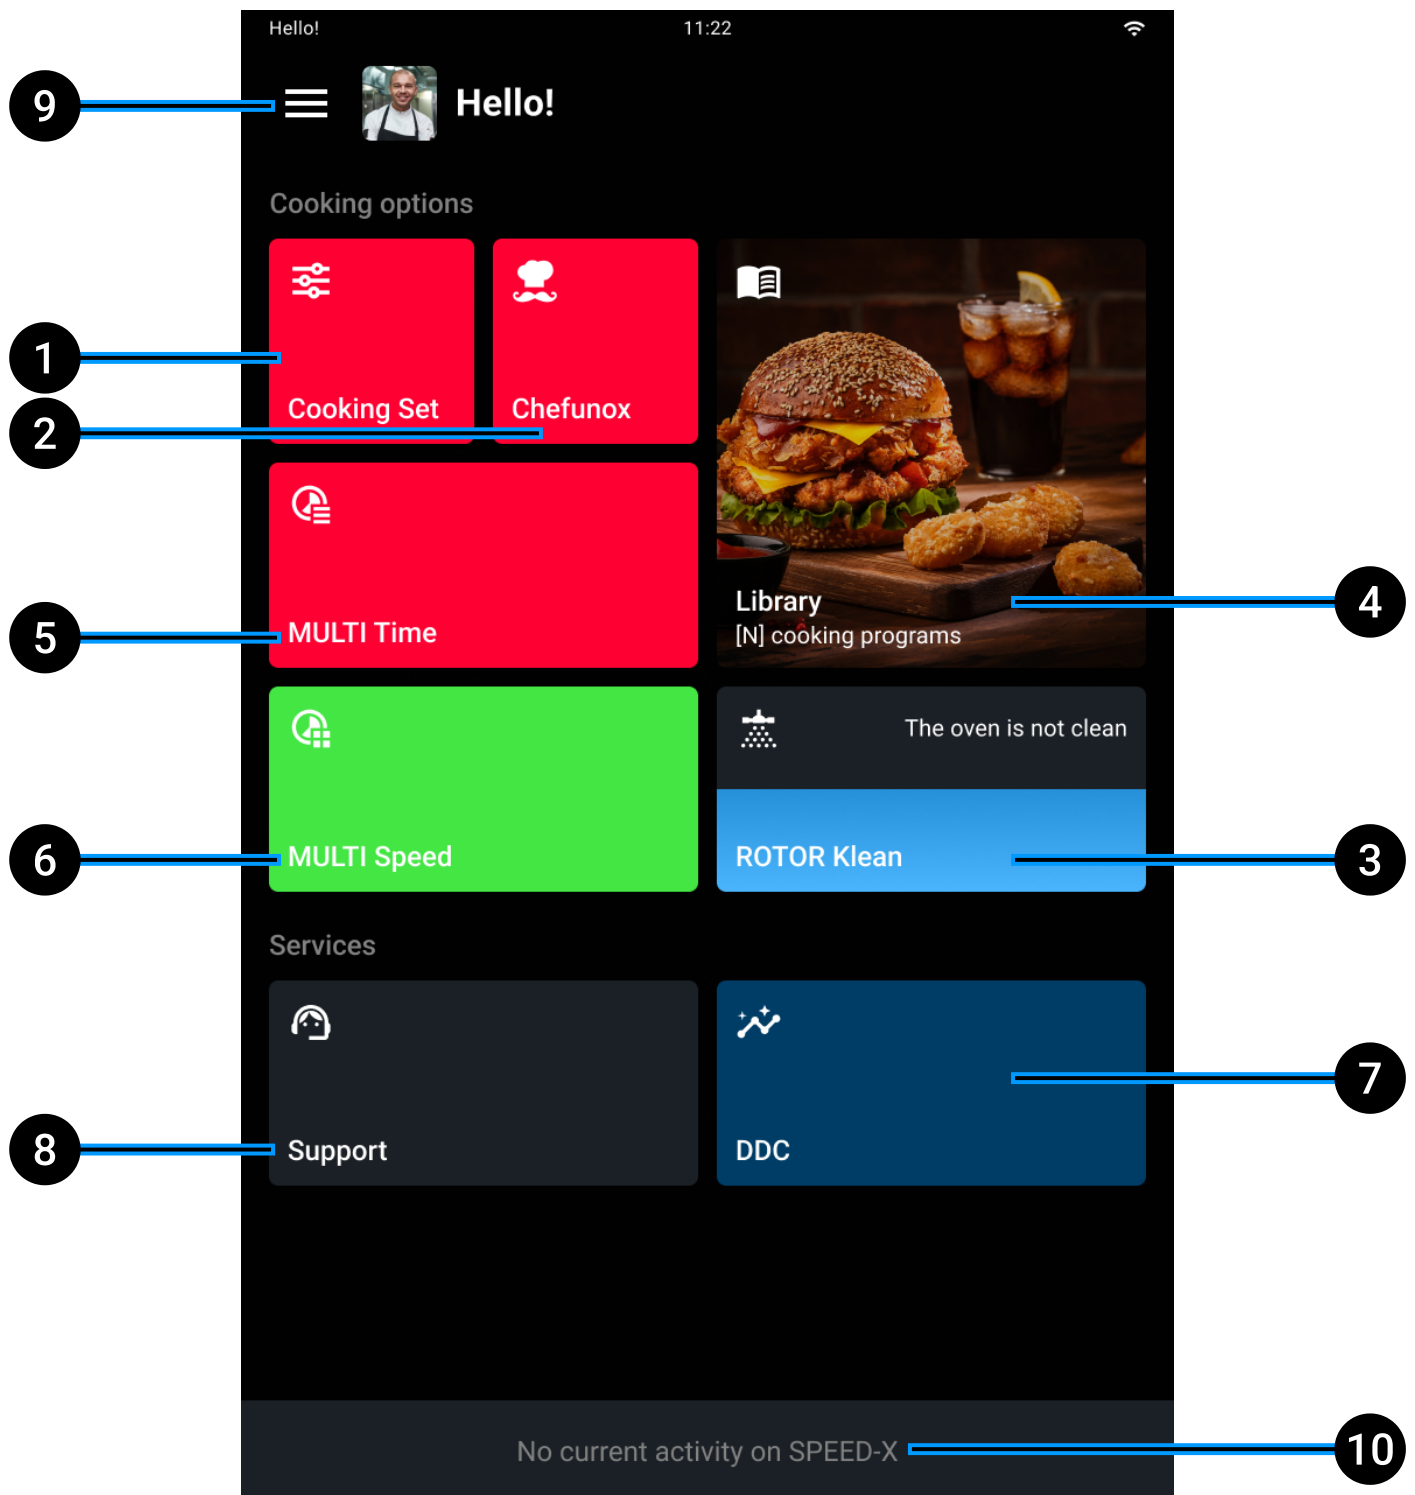 Hello! 11:22
9
Hello!
Cooking options
1
Cooking Set
Chefunox
2
5
MULTI Time
Library
[N] cooking programs
4
The oven is not clean
6
MULTI Speed
ROTOR Klean
3
Services
7
8
Support
DDC
No current activity on SPEED-X
10